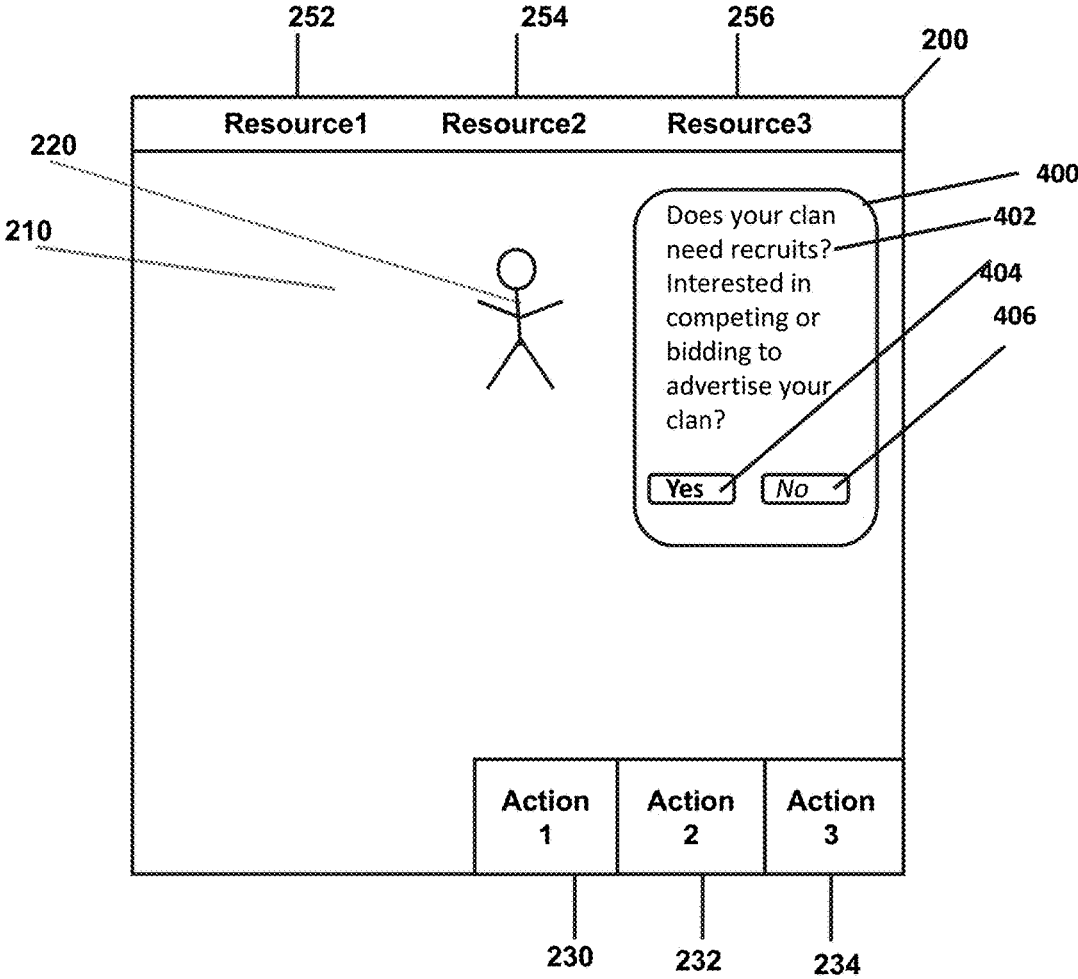 252 254 256
200
Resource1 Resource2 Resource3
220
400
210
402
404
406
Does your clan
need recruits?
Interested in
competing or
bidding to
advertise your
clan?
Yes No
Action Action Action
1 2 3
230 232 234